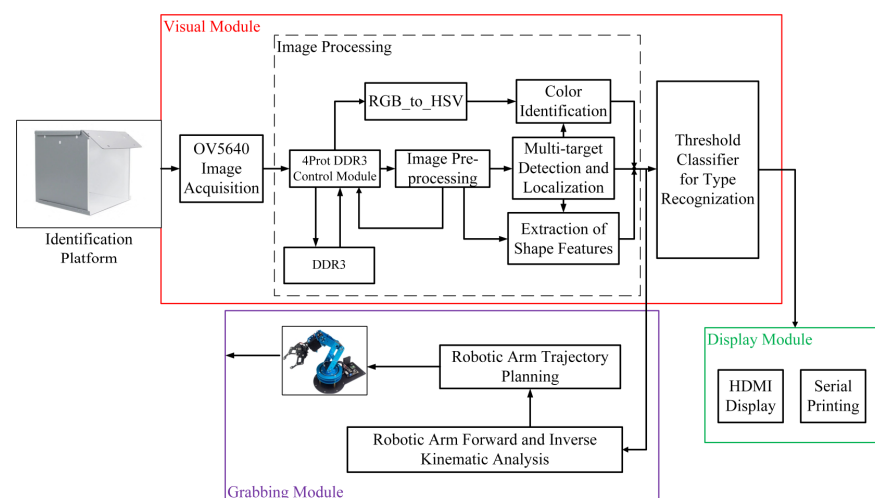 Visual Module
Image Processing
RGB_to_HSV
Color
Identification
OV5640
Image
Acquisition
4Prot DDR3
Control Module
Image Pre-
processing
Multi-target
Detection and
Localization
Threshold
Classifier
for Type
Recognization
Extraction of
Shape Features
DDR3
Identification
Platform
Display Module
HDMI
Display
Serial
Printing
Robotic Arm Trajectory
Planning
Robotic Arm Forward and Inverse
Kinematic Analysis
Grabbing Module